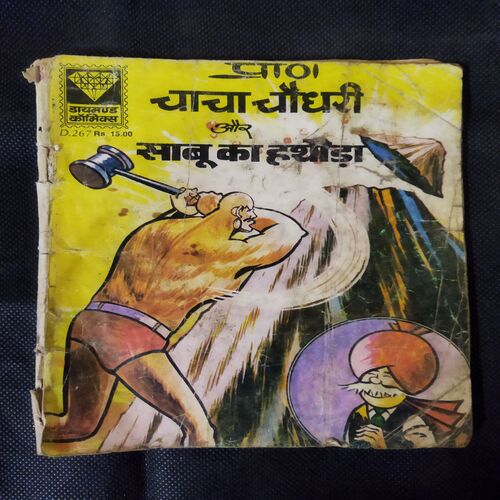 प्राण
चाचा चौधरी
और
साबू का हथौड़ा
डायमण्ड
कॉमिक्स
D.267 Rs 15.00